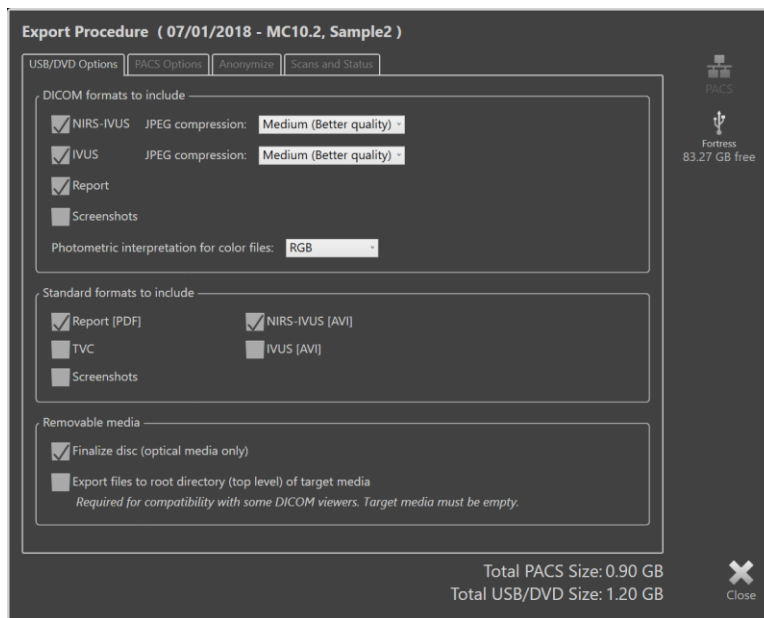 Export Procedure  ( 07/01/2018 - MC10.2, Sample2 )
USB/DVD Options PACS Options Anonymize Scans and Status
PACS
Fortress
83.27 GB free
DICOM formats to include
NIRS-IVUS JPEG compression: Medium (Better quality)
IVUS JPEG compression: Medium (Better quality)
Report
Screenshots
Photometric interpretation for color files: RGB
Standard formats to include
Report [PDF] NIRS-IVUS [AVI]
TVC IVUS [AVI]
Screenshots
Removable media
Finalize disc (optical media only)
Export files to root directory (top level) of target media
Required for compatibility with some DICOM viewers. Target media must be empty.
Total PACS Size: 0.90 GB
Total USB/DVD Size: 1.20 GB
Close